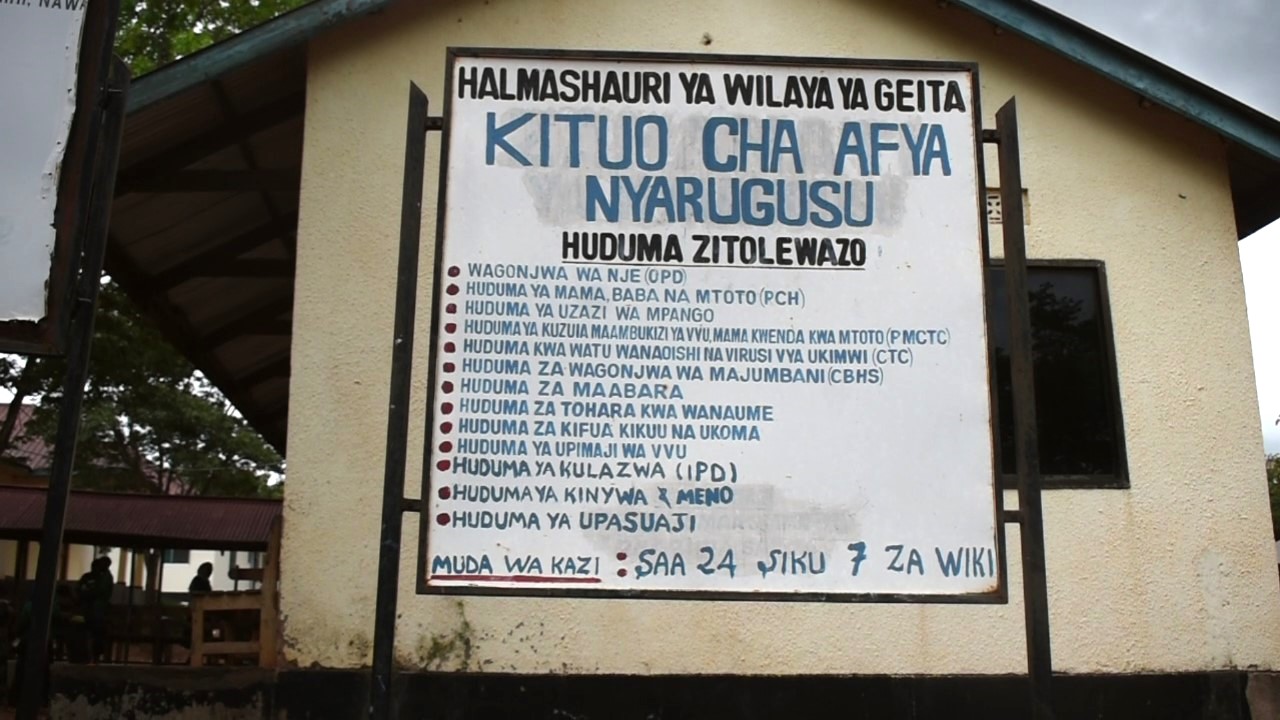 HALMASHAURI YA WILAYA YA GEITA
KITUO CHA AFYA
NYARUGUSU
HUDUMA ZITOLEWAZO
WAGONJWA WA NJE (OPD)
HUDUMA YA MAMA, BABA NA MTOTO (PCH)
HUDUMA YA UZAZI WA MPANGO
HUDUMA YA KUZUIA MAAMBUKIZI YA VVU, MAMA KWENDA KWA MTOTO (PMCTC)
HUDUMA KWA WATU WANAOISHI NA VIRUSI VYA UKIMWI (CTC)
HUDUMA ZA WAGONJWA WA MAJUMBANI (CBHS)
HUDUMA ZA MAABARA
HUDUMA ZA TOHARA KWA WANAUME
HUDUMA ZA KIFUA KIKUU NA UKOMA
HUDUMA YA UPIMAJI WA VVU
HUDUMA YA KULAZWA (IPD)
HUDUMA YA KINYWA & MENO
HUDUMA YA UPASUAJI
MUDA WA KAZI : SAA 24 SIKU 7 ZA WIKI